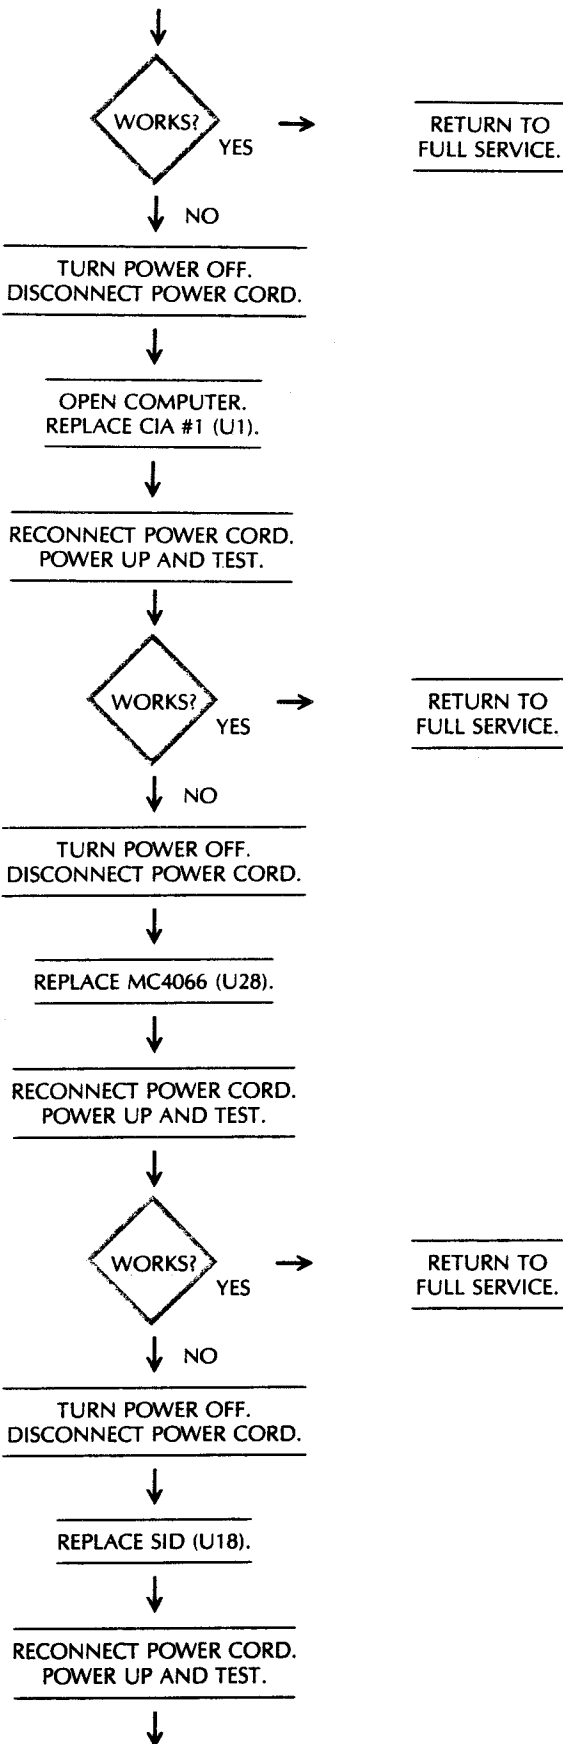 WORKS?
YES
RETURN TO
FULL SERVICE.
NO
TURN POWER OFF.
DISCONNECT POWER CORD.
OPEN COMPUTER.
REPLACE CIA #1 (U1).
RECONNECT POWER CORD.
POWER UP AND TEST.
WORKS?
YES
RETURN TO
FULL SERVICE.
NO
TURN POWER OFF.
DISCONNECT POWER CORD.
REPLACE MC4066 (U28).
RECONNECT POWER CORD.
POWER UP AND TEST.
WORKS?
YES
RETURN TO
FULL SERVICE.
NO
TURN POWER OFF.
DISCONNECT POWER CORD.
REPLACE SID (U18).
RECONNECT POWER CORD.
POWER UP AND TEST.